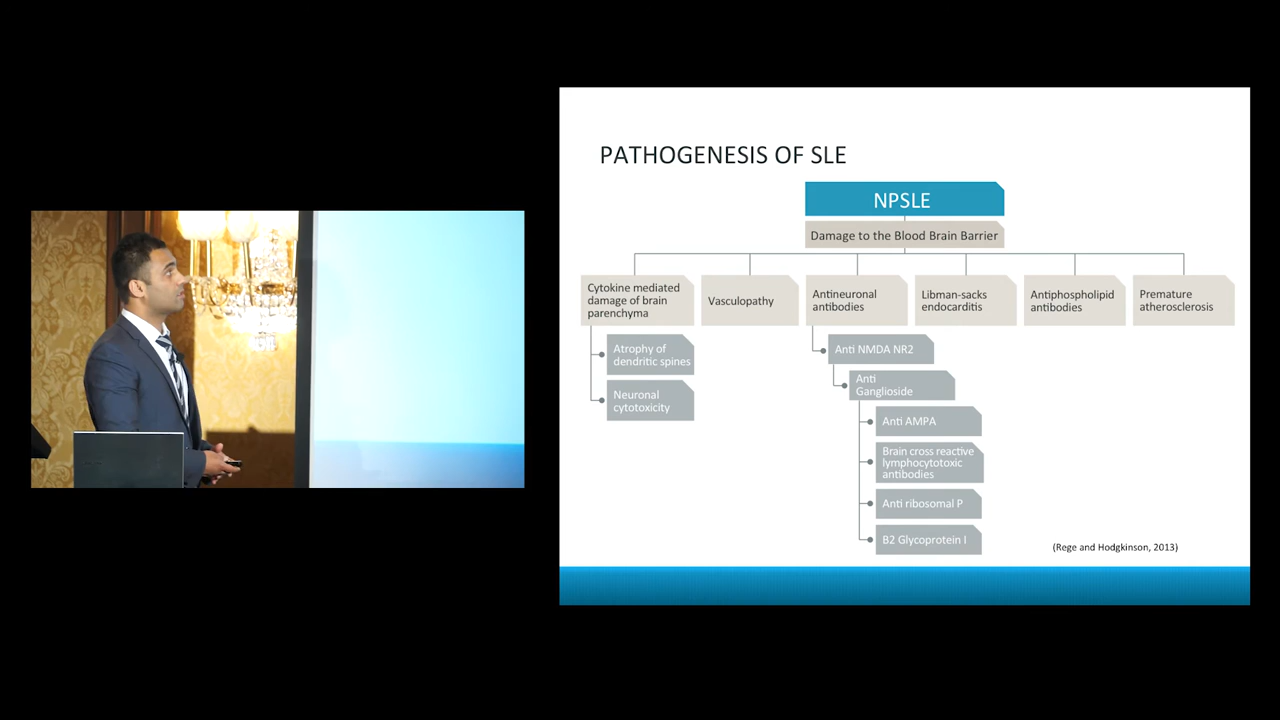 PATHOGENESIS OF SLE
NPSLE
Damage to the Blood Brain Barrier
Cytokine mediated
damage of brain
parenchyma
Vasculopathy
Antineuronal
antibodies
Libman-sacks
endocarditis
Antiphospholipid
antibodies
Premature
atherosclerosis
Atrophy of
dendritic spines
Neuronal
cytotoxicity
Anti NMDA NR2
Anti
Ganglioside
Anti AMPA
Brain cross reactive
lymphocytotoxic
antibodies
Anti ribosomal P
B2 Glycoprotein I
(Rege and Hodgkinson, 2013)